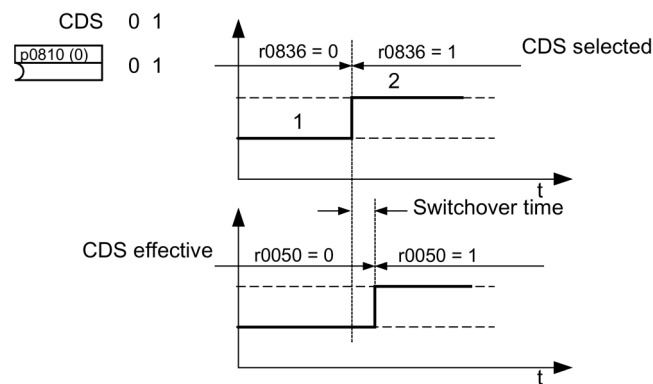 CDS 0 1
p0810 (0) 0 1
r0836 = 0 r0836 = 1 CDS selected
2
1
t
Switchover time
CDS effective
r0050 = 0 r0050 = 1
t